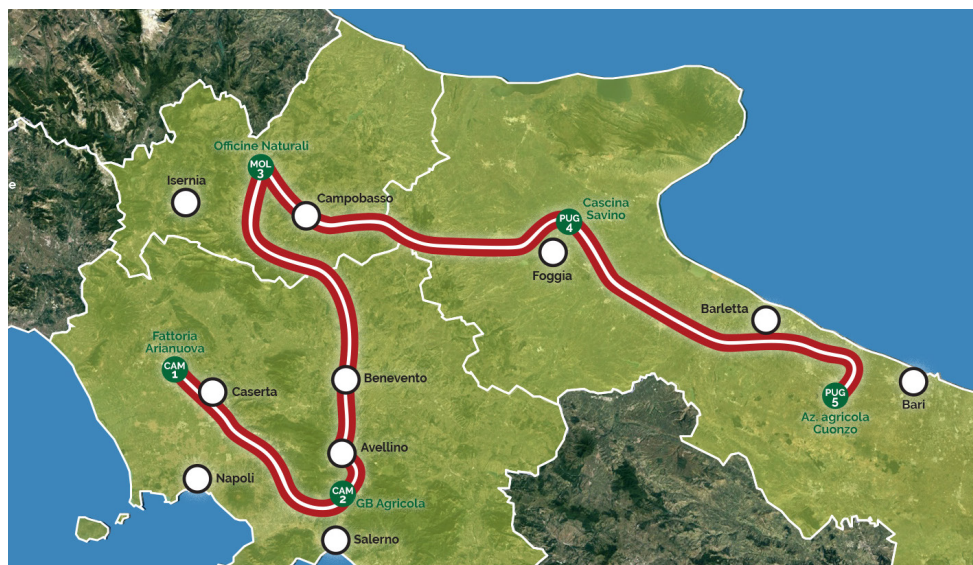 Officine Naturali
MOL
3
Isernia
Campobasso
Cascina
Savino
PUG
4
Foggia
Barletta
Fattoria
Arianuova
CAM
1
Caserta
Benevento
PUG
5
Bari
Az. agricola
Cuonzo
Avellino
Napoli
CAM
2
GB Agricola
Salerno
e